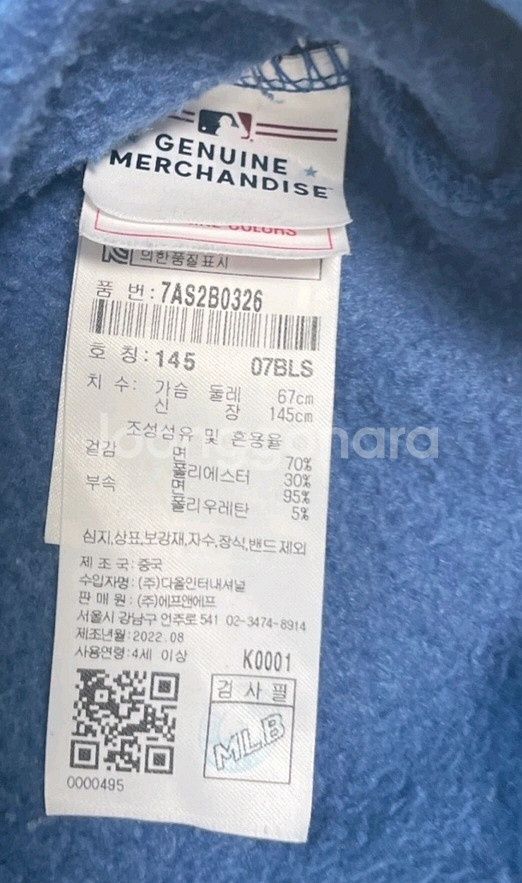 GENUINE
MERCHANDISE
COLORS
의한품질표시
품 번:7AS2B0326
호 칭:145 07BLS
치 수: 가슴 둘레 67cm
신 장 145cm
조성섬유 및 혼용율
겉감 면 70%
폴리에스터 30%
부속 면 95%
폴리우레탄 5%
심지,상표,보강재,자수,장식,밴드제외
제 조 국:중국
수입자명:(주)다올인터내셔널
판 매 원:(주)에프앤에프
서울시 강남구 언주로 541 02-3474-8914
제조년월:2022.08
사용연령:4세 이상 K0001
검 사 필
MLB
0000495